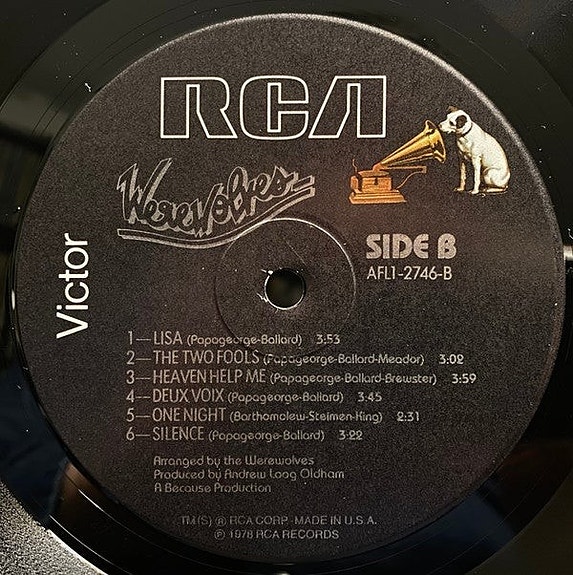 RCA
Werewolves
Victor
SIDE B
AFL1-2746-B
1—LISA (Papageorge-Ballard) 3:53
2—THE TWO FOOLS (Papageorge-Ballard-Meador) 3:02
3—HEAVEN HELP ME (Papageorge-Ballard-Brewster) 3:59
4—DEUX VOIX (Papageorge-Ballard) 3:45
5—ONE NIGHT (Barthomalew-Steimen-King) 2:31
6—SILENCE (Papageorge-Ballard) 3:22
Arranged by the Werewolves
Produced by Andrew Loog Oldham
A Because Production
TM(S) ® RCA CORP-MADE IN U.S.A.
℗ 1978 RCA RECORDS